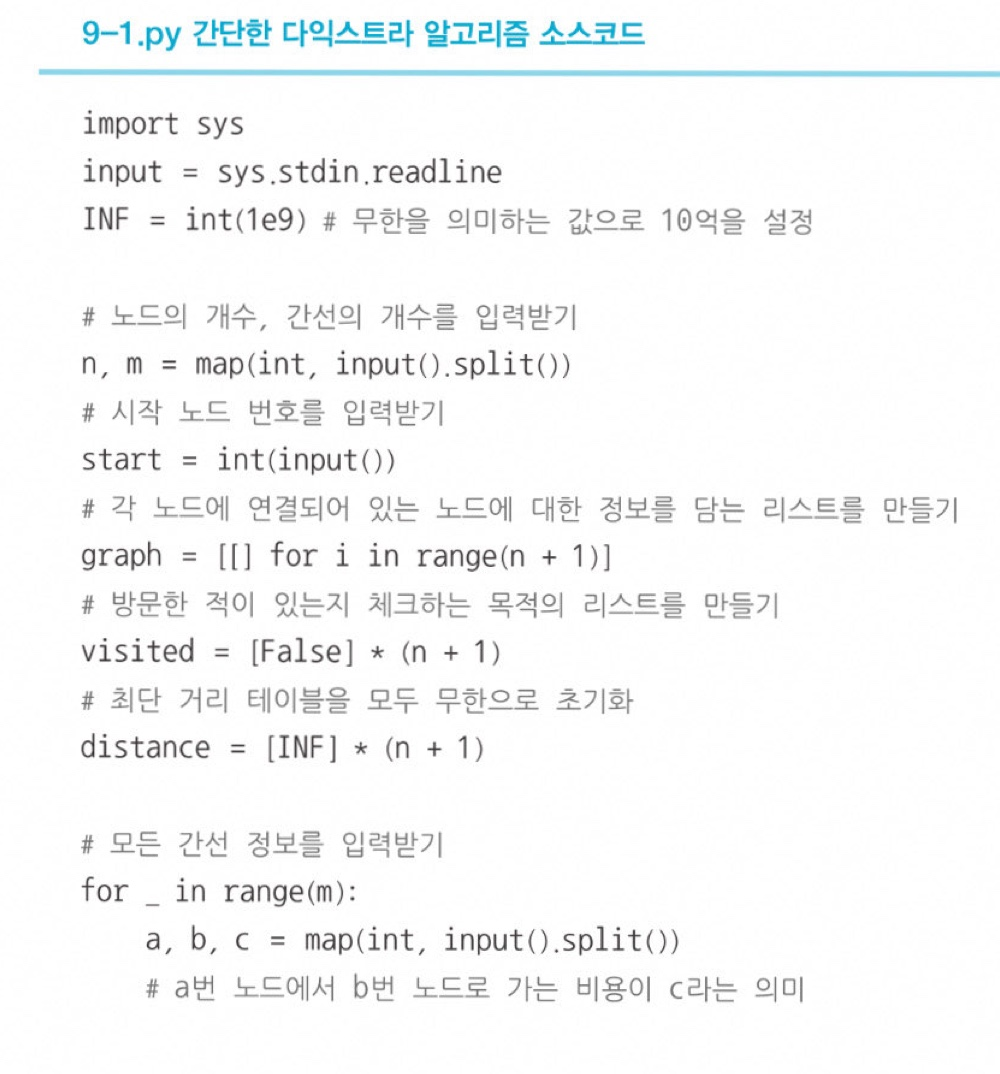 9-1.py 간단한 다익스트라 알고리즘 소스코드
import sys
input = sys.stdin.readline
INF = int(1e9) # 무한을 의미하는 값으로 10억을 설정
# 노드의 개수, 간선의 개수를 입력받기
n, m = map(int, input().split())
# 시작 노드 번호를 입력받기
start = int(input())
# 각 노드에 연결되어 있는 노드에 대한 정보를 담는 리스트를 만들기
graph = [[] for i in range(n + 1)]
# 방문한 적이 있는지 체크하는 목적의 리스트를 만들기
visited = [False] * (n + 1)
# 최단 거리 테이블을 모두 무한으로 초기화
distance = [INF] * (n + 1)
# 모든 간선 정보를 입력받기
for _ in range(m):
    a, b, c = map(int, input().split())
    # a번 노드에서 b번 노드로 가는 비용이 c라는 의미